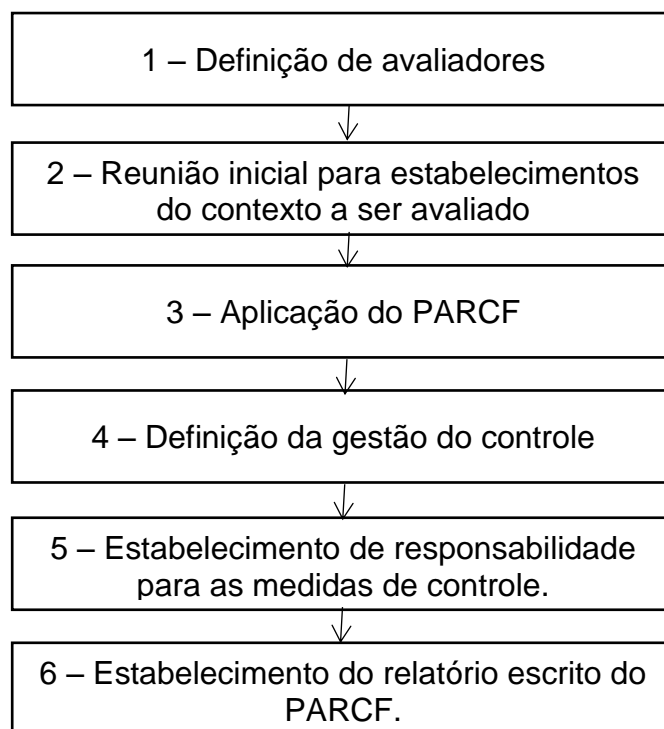 1 – Definição de avaliadores
2 – Reunião inicial para estabelecimentos
do contexto a ser avaliado
3 – Aplicação do PARCF
4 – Definição da gestão do controle
5 – Estabelecimento de responsabilidade
para as medidas de controle.
6 – Estabelecimento do relatório escrito do
PARCF.